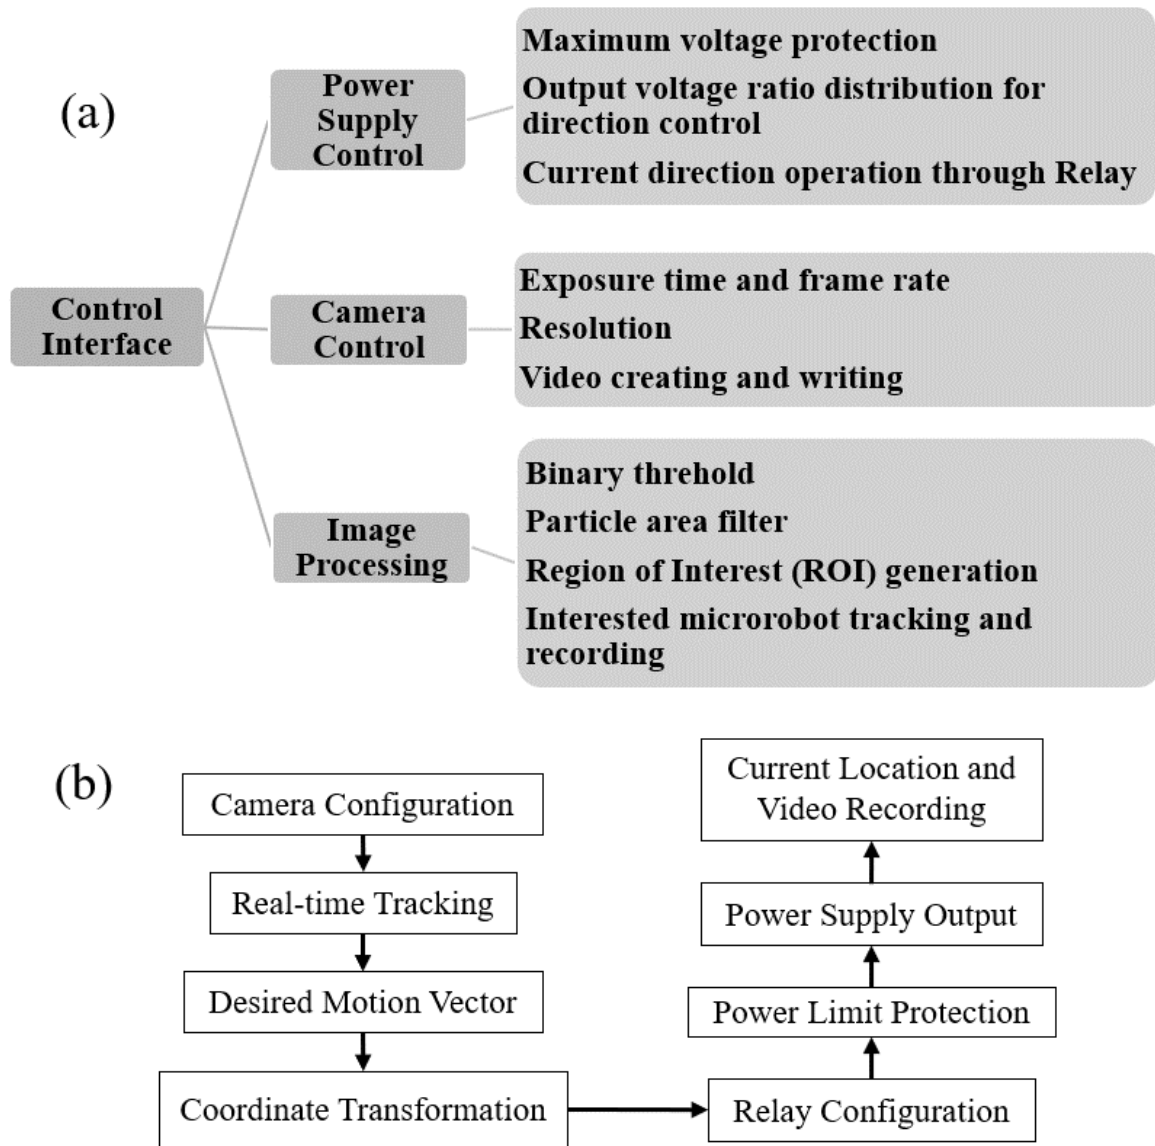 (a)
Control
Interface
Power
Supply
Control
Maximum voltage protection
Output voltage ratio distribution for
direction control
Current direction operation through Relay
Camera
Control
Exposure time and frame rate
Resolution
Video creating and writing
Image
Processing
Binary threhold
Particle area filter
Region of Interest (ROI) generation
Interested microrobot tracking and
recording
(b)
Camera Configuration
Real-time Tracking
Desired Motion Vector
Coordinate Transformation
Relay Configuration
Power Limit Protection
Power Supply Output
Current Location and
Video Recording